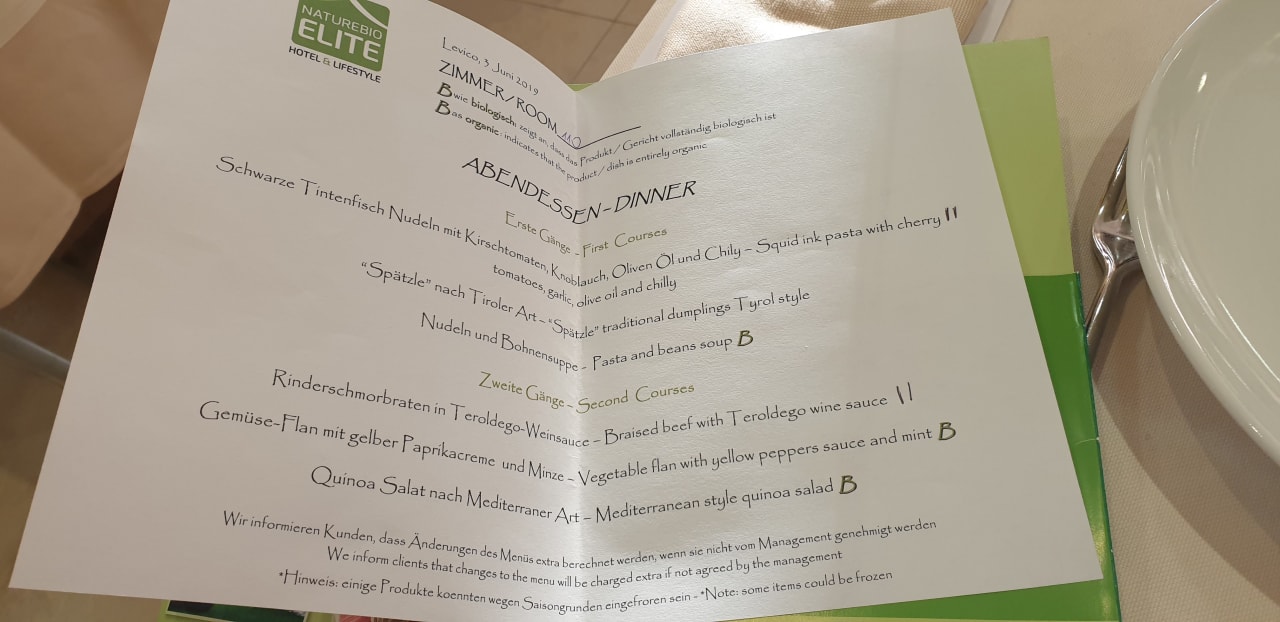 NATUREBIO
ELITE
HOTEL & LIFESTYLE
Levico, 3 Juni 2019
ZIMMER/ROOM 110
B wie biologisch: zeigt an, dass das Produkt / Gericht vollständig biologisch ist
B as organic: indicates that the product / dish is entirely organic
ABENDESSEN – DINNER
Erste Gänge – First Courses
Schwarze Tintenfisch Nudeln mit Kirschtomaten, Knoblauch, Oliven Öl und Chily – Squid ink pasta with cherry II
tomatoes, garlic, olive oil and chilly
“Spätzle” nach Tiroler Art – “Spätzle” traditional dumplings Tyrol style
Nudeln und Bohnensuppe – Pasta and beans soup B
Zweite Gänge – Second Courses
Rinderschmorbraten in Teroldego-Weinsauce – Braised beef with Teroldego wine sauce II
Gemüse-Flan mit gelber Paprikacreme und Minze – Vegetable flan with yellow peppers sauce and mint B
Quinoa Salat nach Mediterraner Art – Mediterranean style quinoa salad B
Wir informieren Kunden, dass Änderungen des Menüs extra berechnet werden, wenn sie nicht vom Management genehmigt werden
We inform clients that changes to the menu will be charged extra if not agreed by the management
*Hinweis: einige Produkte koennten wegen Saisongrunden eingefroren sein - *Note: some items could be frozen